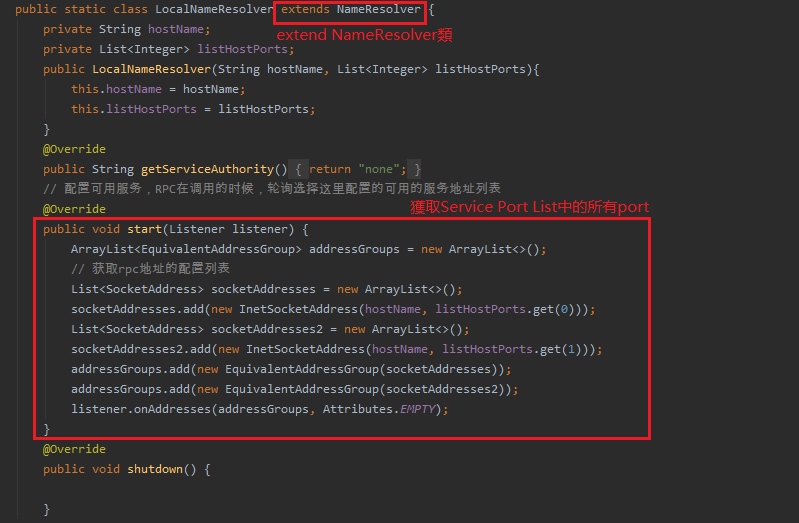 public static class LocalNameResolver extends NameResolver {
extend NameResolver類
private String hostName;
private List<Integer> listHostPorts;
public LocalNameResolver(String hostName, List<Integer> listHostPorts){
this.hostName = hostName;
this.listHostPorts = listHostPorts;
}
@Override
public String getServiceAuthority() { return "none"; }
// 配置可用服务，RPC在调用的时候，轮询选择这里配置的可用的服务地址列表
@Override
獲取Service Port List中的所有port
public void start(Listener listener) {
ArrayList<EquivalentAddressGroup> addressGroups = new ArrayList<>();
// 获取rpc地址的配置列表
List<SocketAddress> socketAddresses = new ArrayList<>();
socketAddresses.add(new InetSocketAddress(hostName, listHostPorts.get(0)));
List<SocketAddress> socketAddresses2 = new ArrayList<>();
socketAddresses2.add(new InetSocketAddress(hostName, listHostPorts.get(1)));
addressGroups.add(new EquivalentAddressGroup(socketAddresses));
addressGroups.add(new EquivalentAddressGroup(socketAddresses2));
listener.onAddresses(addressGroups, Attributes.EMPTY);
}
@Override
public void shutdown() {
}